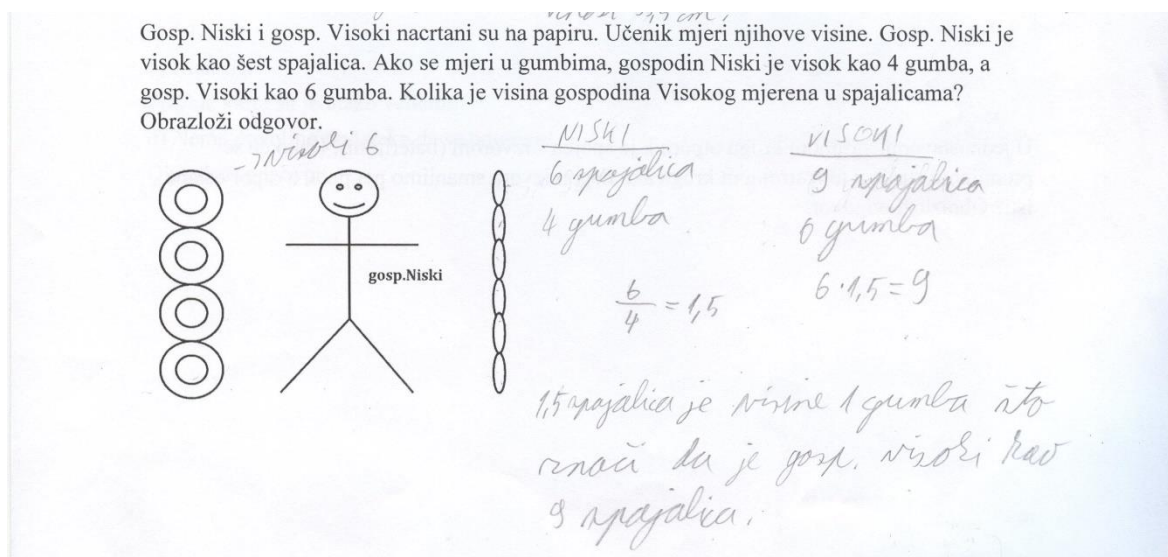 Gosp. Niski i gosp. Visoki nacrtani su na papiru. Učenik mjeri njihove visine. Gosp. Niski je
visok kao šest spajalica. Ako se mjeri u gumbima, gospodin Niski je visok kao 4 gumba, a
gosp. Visoki kao 6 gumba. Kolika je visina gospodina Visokog mjerena u spajalicama?
Obrazloži odgovor.
visoki 6
gosp.Niski
NISKI
6 spajalica
4 gumba
6/4 = 1,5
VISOKI
9 spajalica
6 gumba
6·1,5=9
1,5 spajalica je visine 1 gumba što
znači da je gosp. visoki kao
9 spajalica.